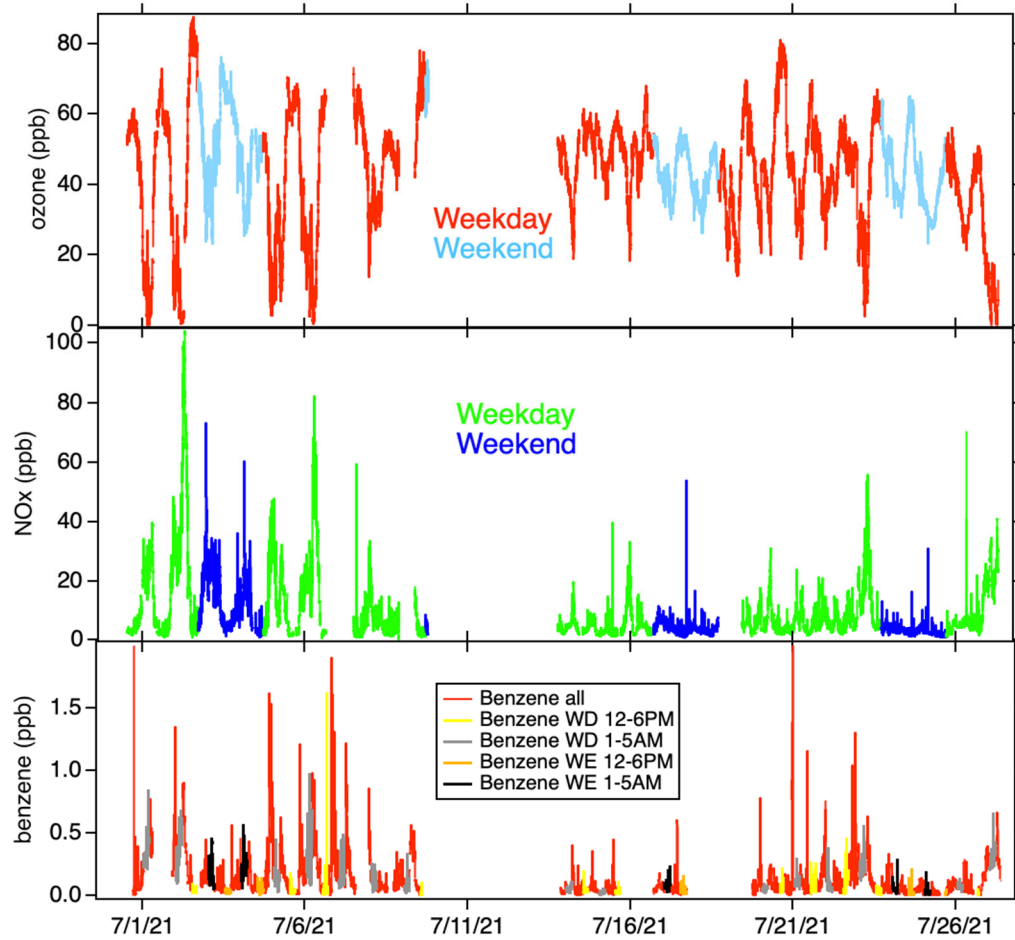 80
60
40
20
0
ozone (ppb)
Weekday
Weekend
100
80
60
40
20
0
NOx (ppb)
Weekday
Weekend
1.5
1.0
0.5
0.0
benzene (ppb)
Benzene all
Benzene WD 12-6PM
Benzene WD 1-5AM
Benzene WE 12-6PM
Benzene WE 1-5AM
7/1/21
7/6/21
7/11/21
7/16/21
7/21/21
7/26/21